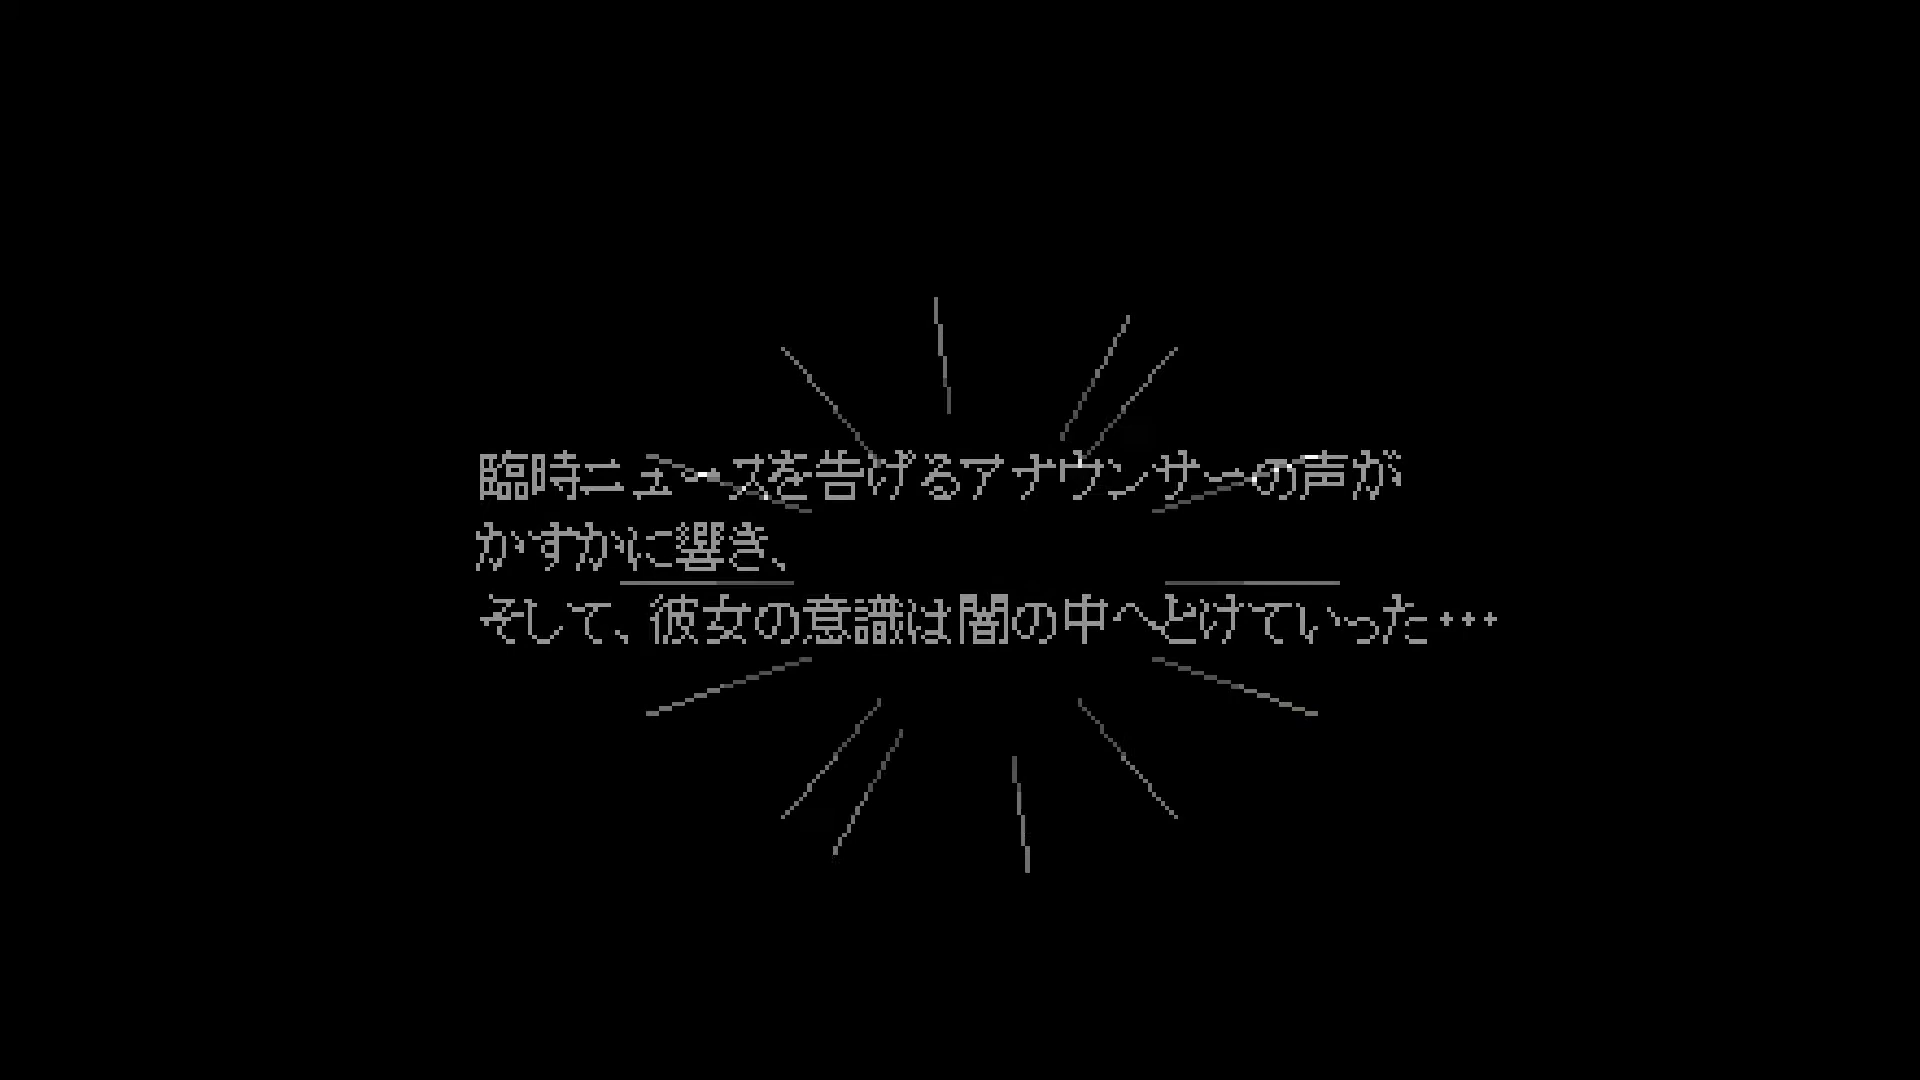 臨時ニュースを告げるアナウンサーの声が
かすかに響き、
そして、彼女の意識は闇の中へとけていった･･･